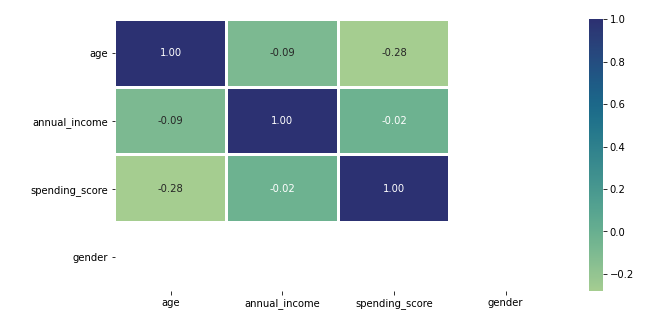 age 1.00 -0.09 -0.28
annual_income -0.09 1.00 -0.02
spending_score -0.28 -0.02 1.00
gender
age annual_income spending_score gender
1.0
0.8
0.6
0.4
0.2
0.0
−0.2